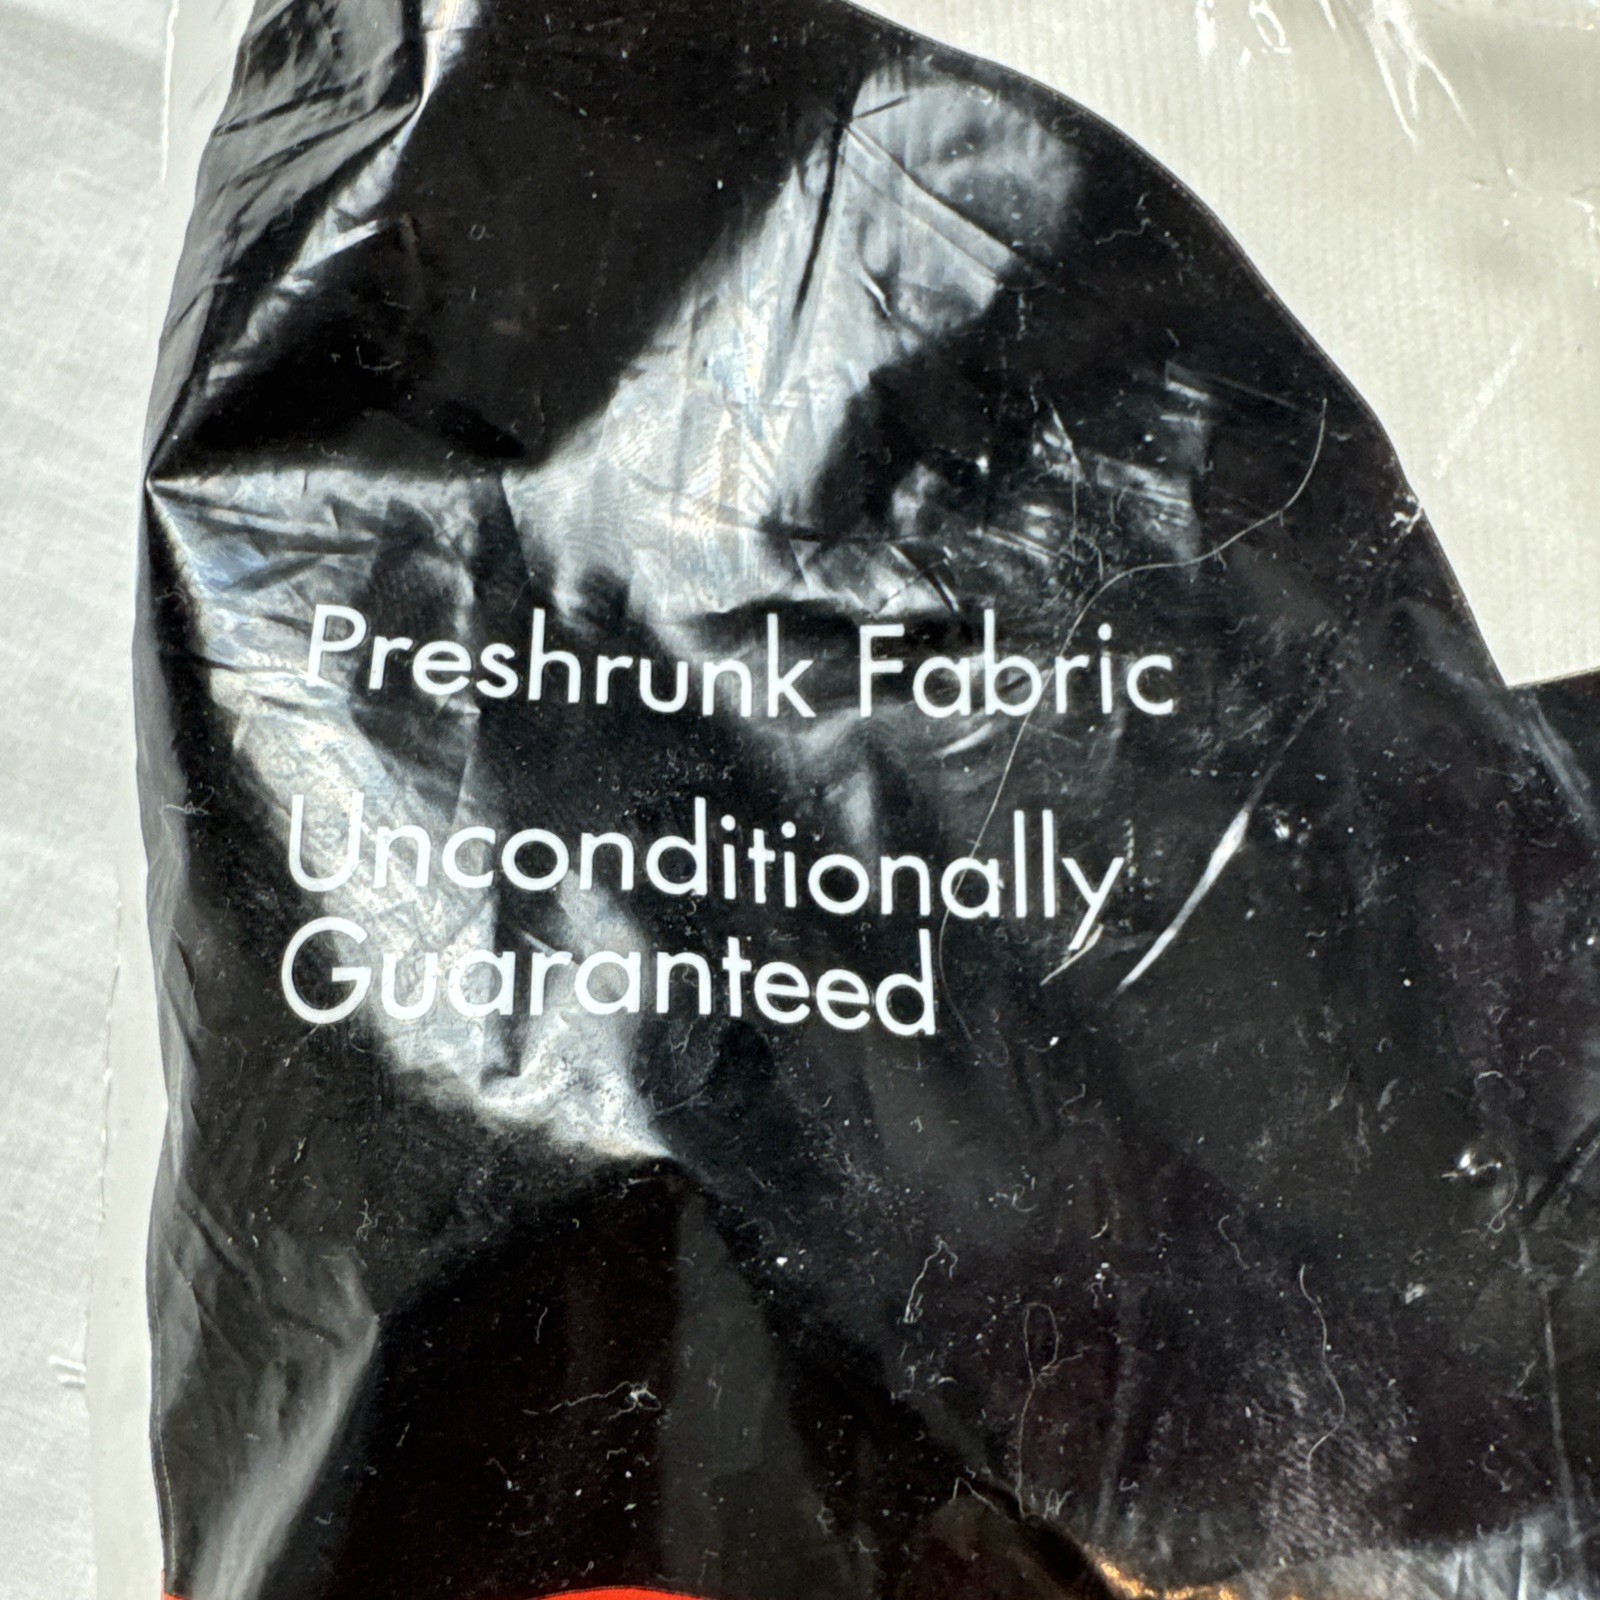 Preshrunk Fabric
Unconditionally
Guaranteed